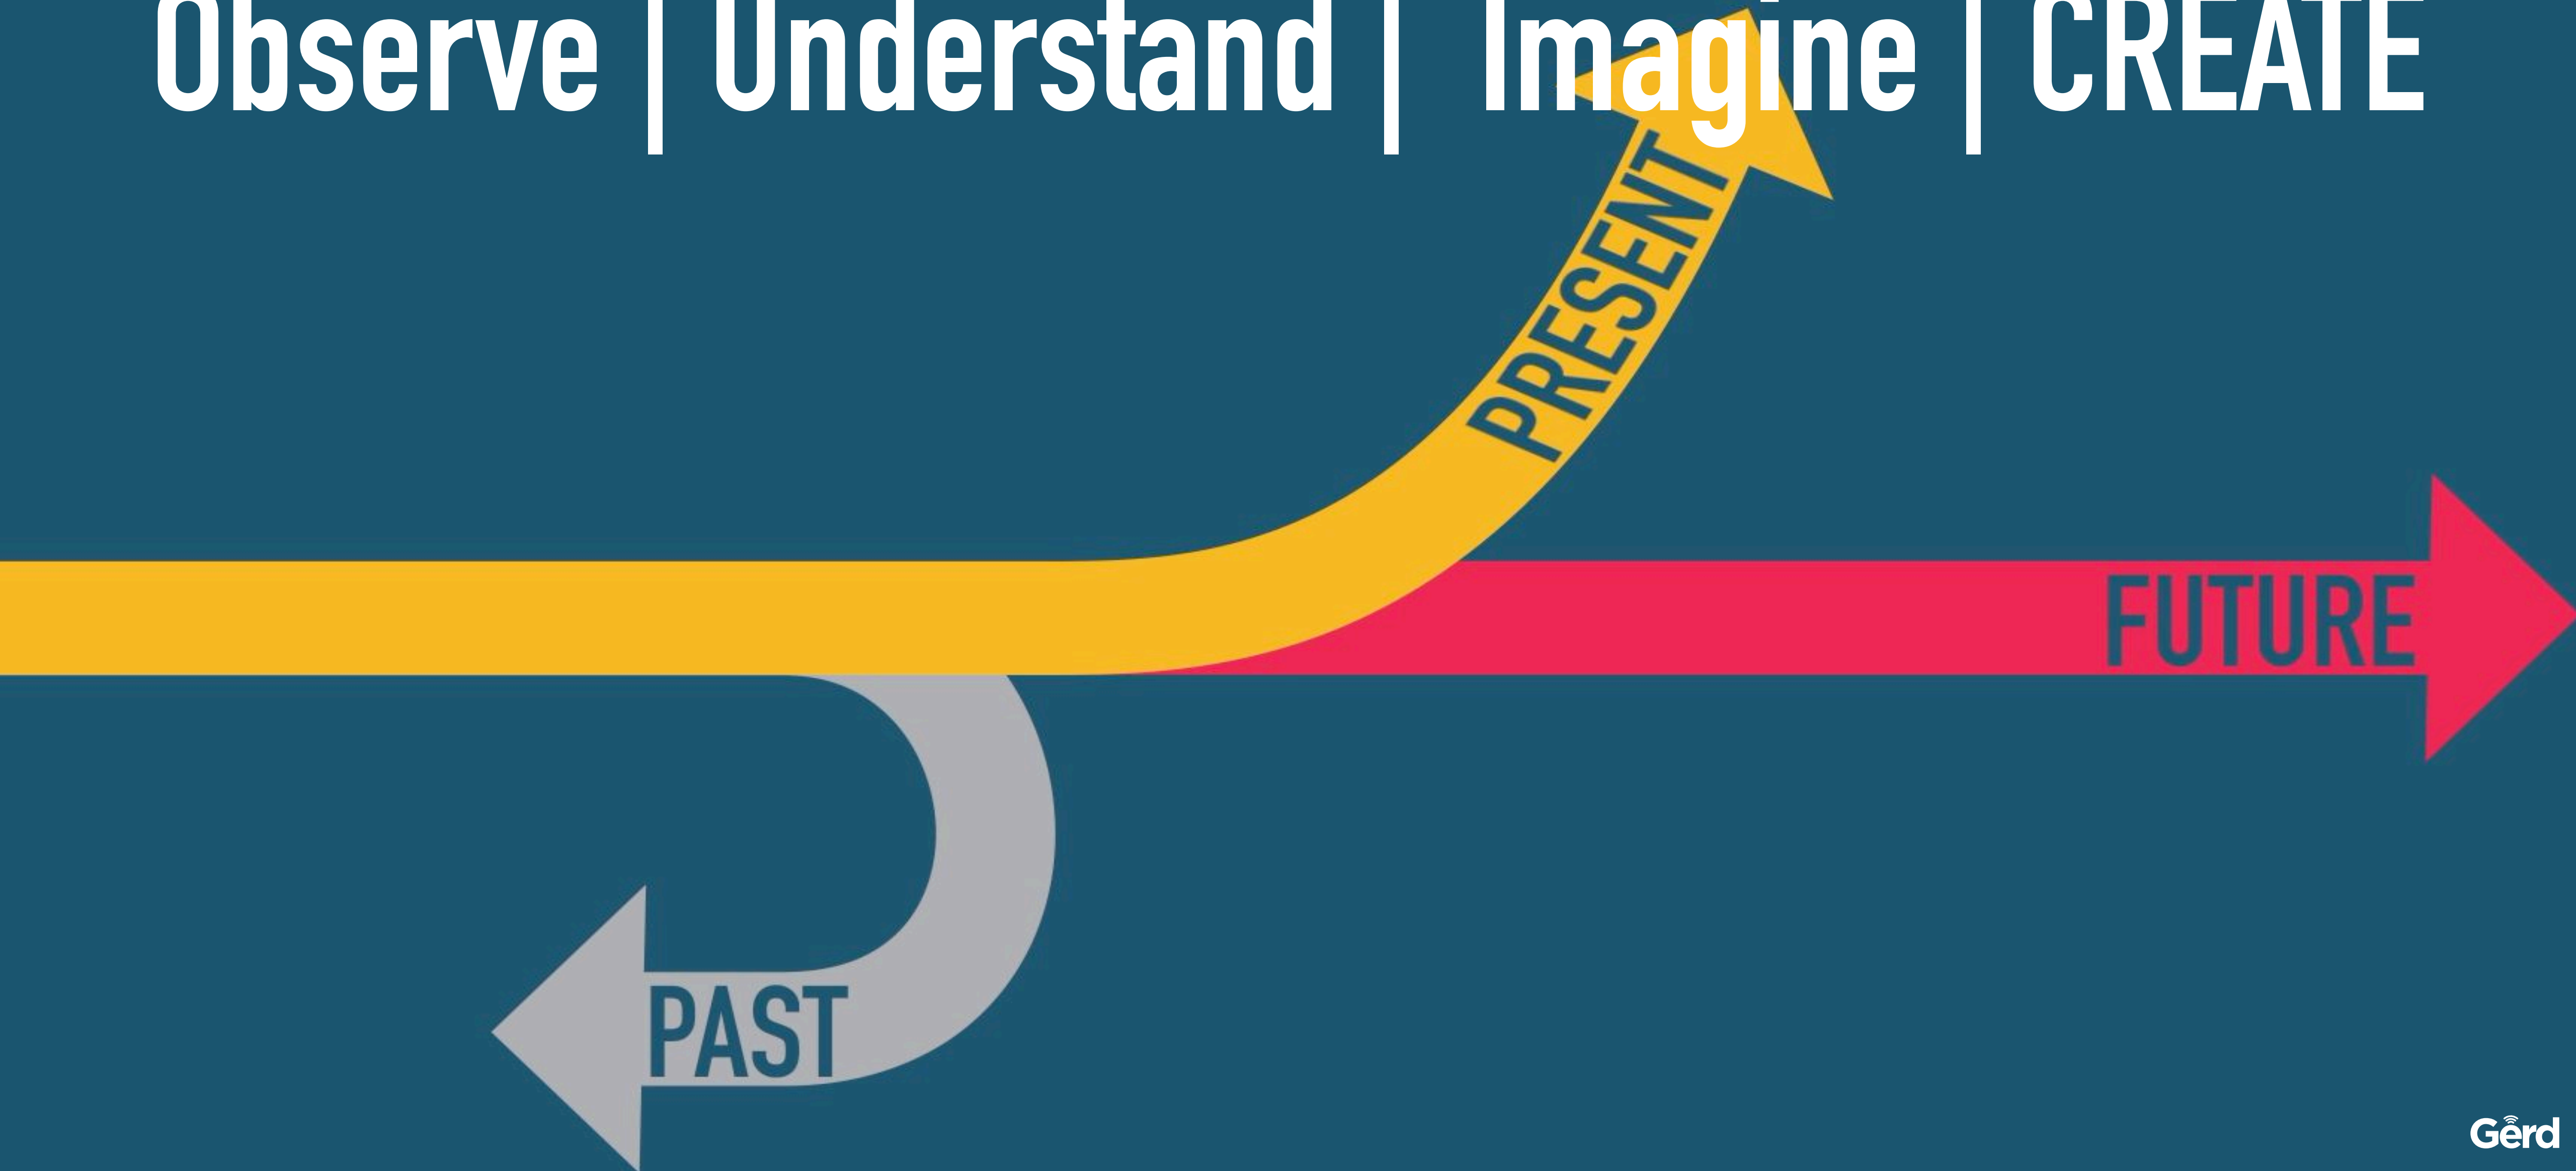 Observe | Understand | Imagine | CREATE
PRESENT
FUTURE
PAST
Gerd